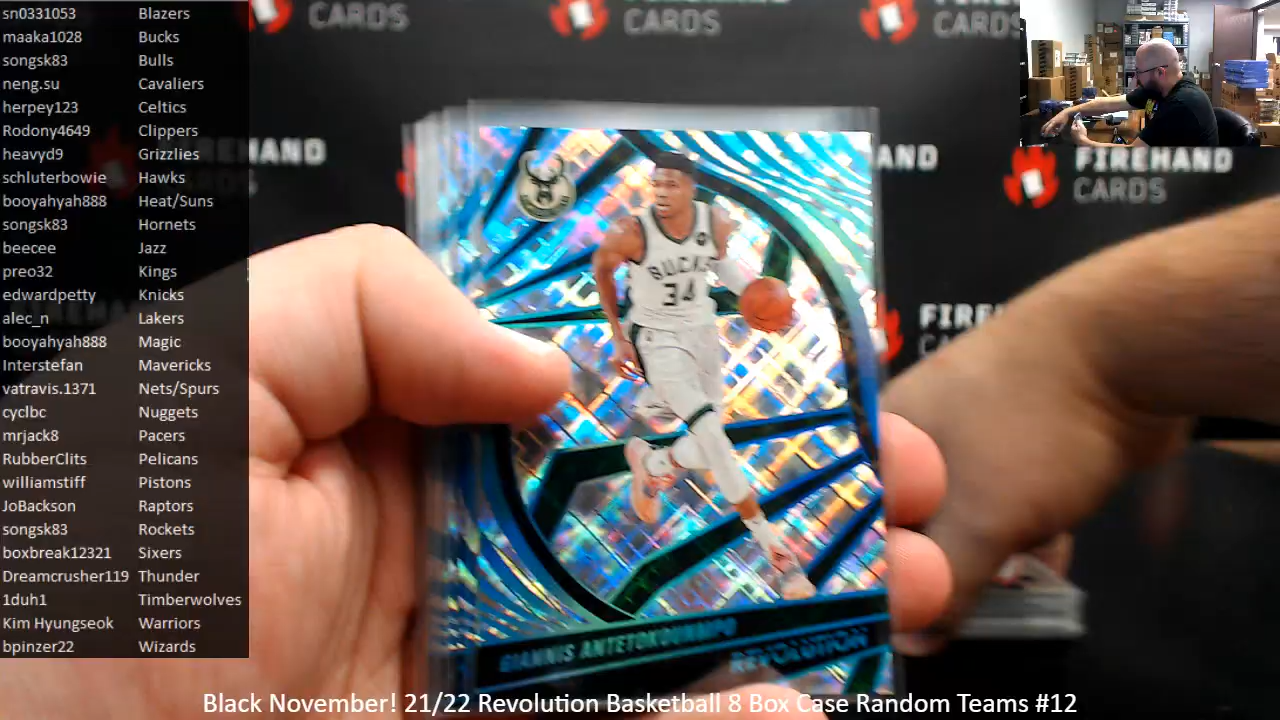 sn0331053 Blazers
maaka1028 Bucks
songsk83 Bulls
neng.su Cavaliers
herpey123 Celtics
Rodony4649 Clippers
heavyd9 Grizzlies
schluterbowie Hawks
booyahyah888 Heat/Suns
songsk83 Hornets
beecee Jazz
preo32 Kings
edwardpetty Knicks
alec_n Lakers
booyahyah888 Magic
Interstefan Mavericks
vatravis.1371 Nets/Spurs
cyclbc Nuggets
mrjack8 Pacers
RubberClits Pelicans
williamstiff Pistons
JoBackson Raptors
songsk83 Rockets
boxbreak12321 Sixers
Dreamcrusher119 Thunder
1duh1 Timberwolves
Kim Hyungseok Warriors
bpinzer22 Wizards
CARDS
CARDS
CARDS
HAND
AND
FIREHAND
CARDS
BUCKS
34
GIANNIS ANTETOKOUNMPO
REVOLUTION
Black November! 21/22 Revolution Basketball 8 Box Case Random Teams #12